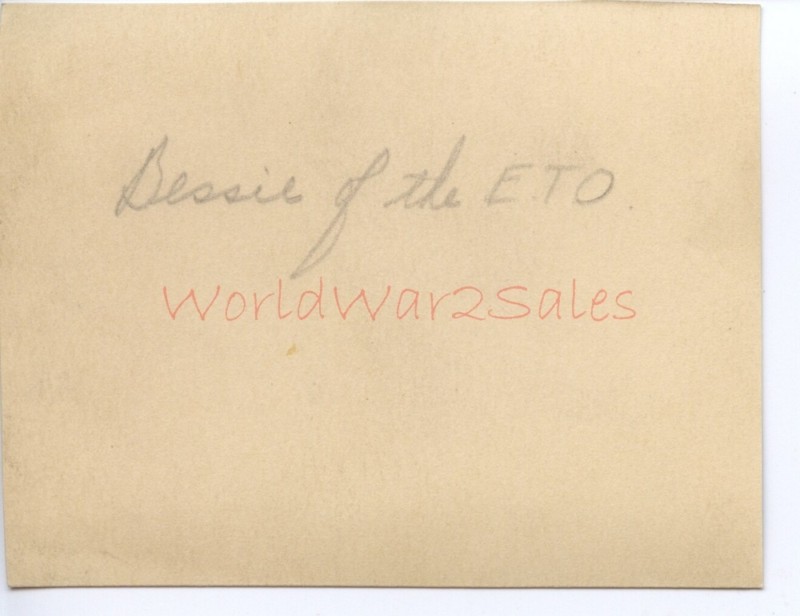 Bessie of the E.T.O.
WorldWar2Sales